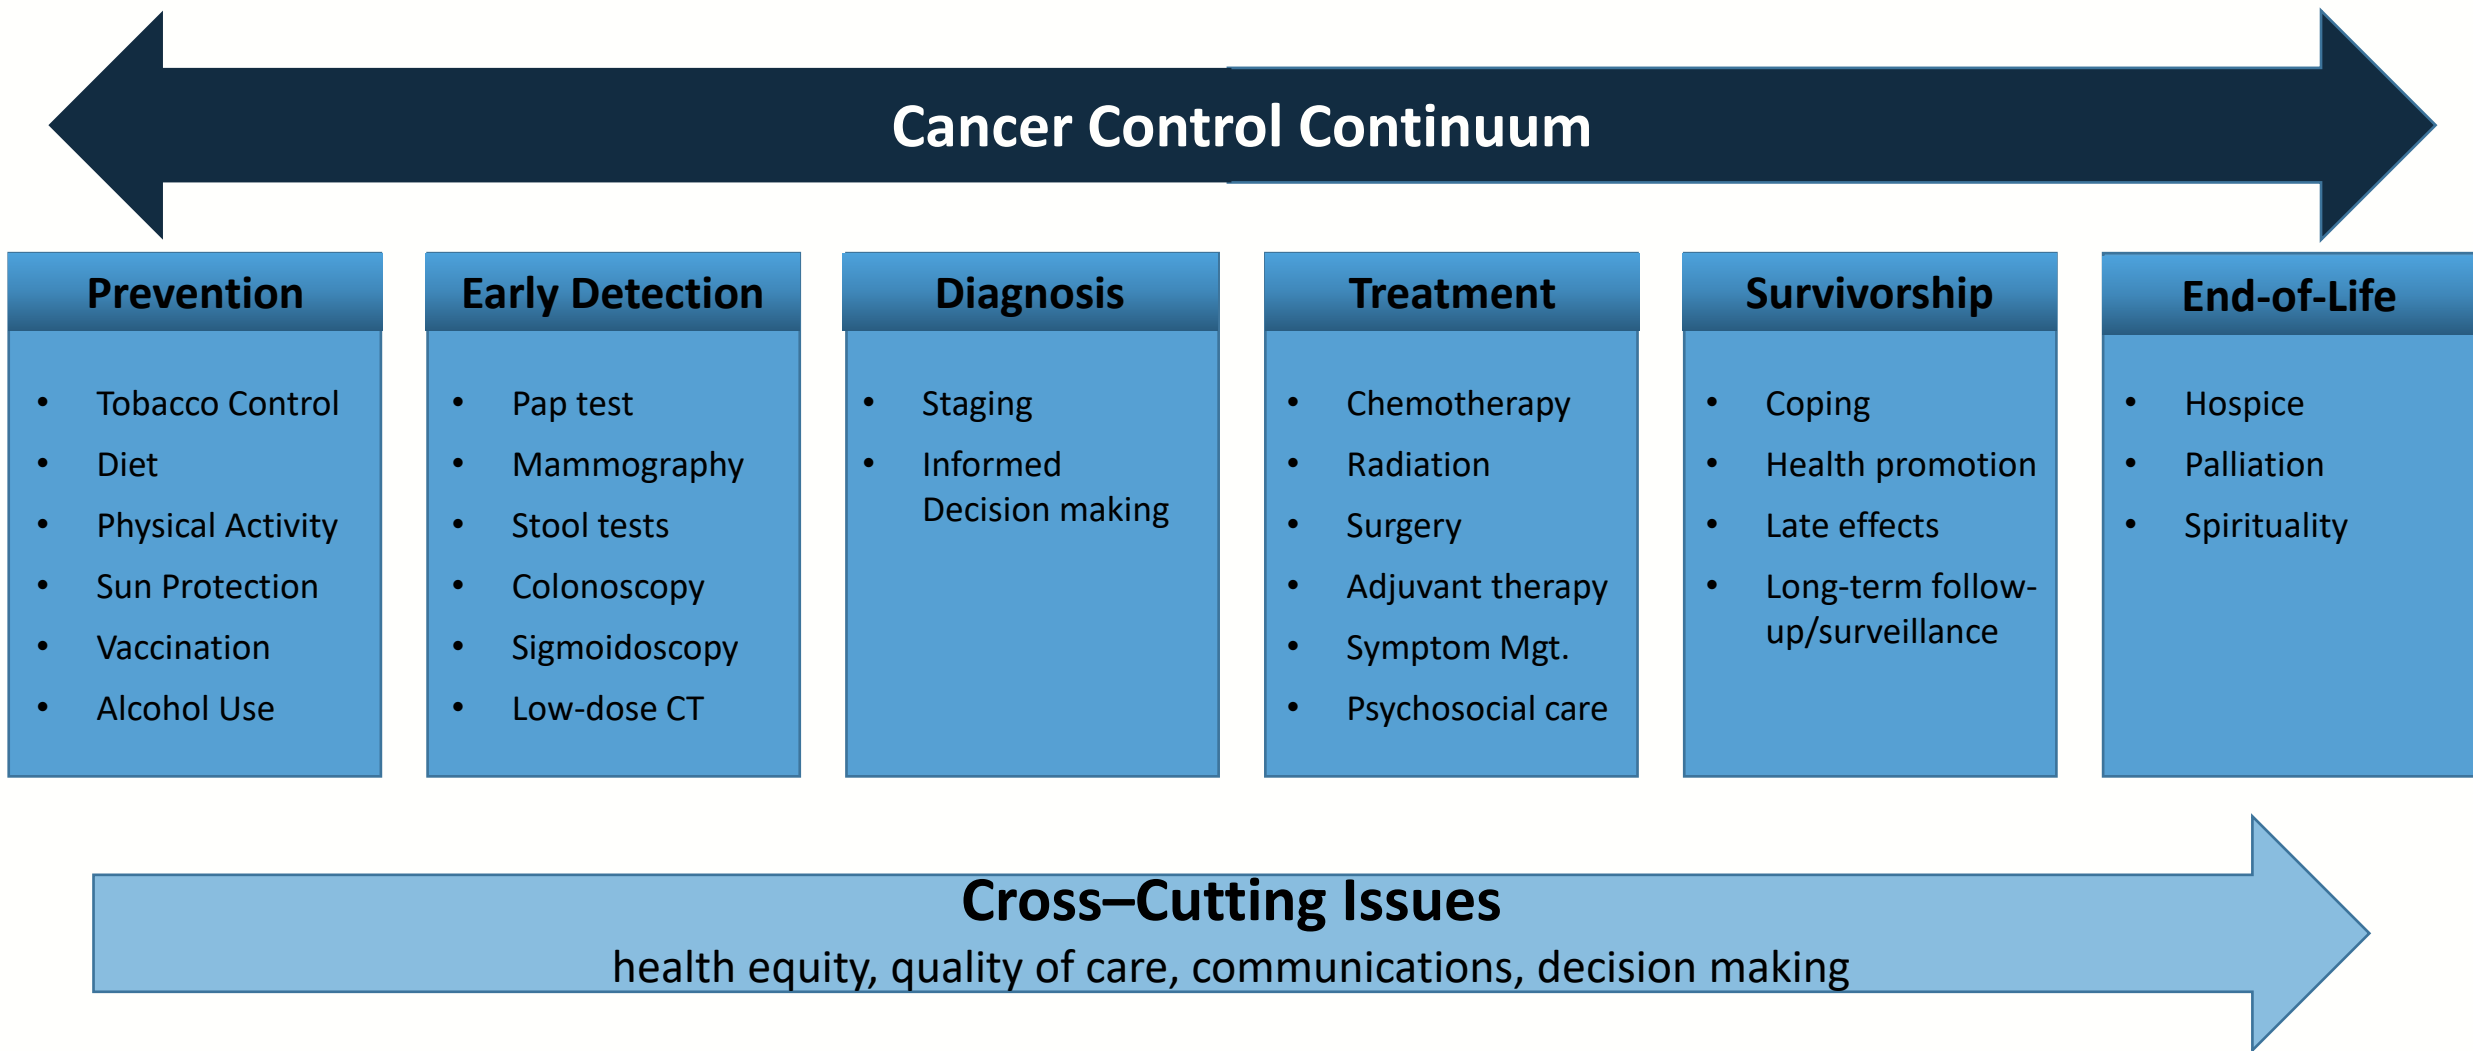 Cancer Control Continuum
Prevention
• Tobacco Control
• Diet
• Physical Activity
• Sun Protection
• Vaccination
• Alcohol Use
Early Detection
• Pap test
• Mammography
• Stool tests
• Colonoscopy
• Sigmoidoscopy
• Low-dose CT
Diagnosis
• Staging
• Informed
Decision making
Treatment
• Chemotherapy
• Radiation
• Surgery
• Adjuvant therapy
• Symptom Mgt.
• Psychosocial care
Survivorship
• Coping
• Health promotion
• Late effects
• Long-term follow-
up/surveillance
End-of-Life
• Hospice
• Palliation
• Spirituality
Cross–Cutting Issues
health equity, quality of care, communications, decision making